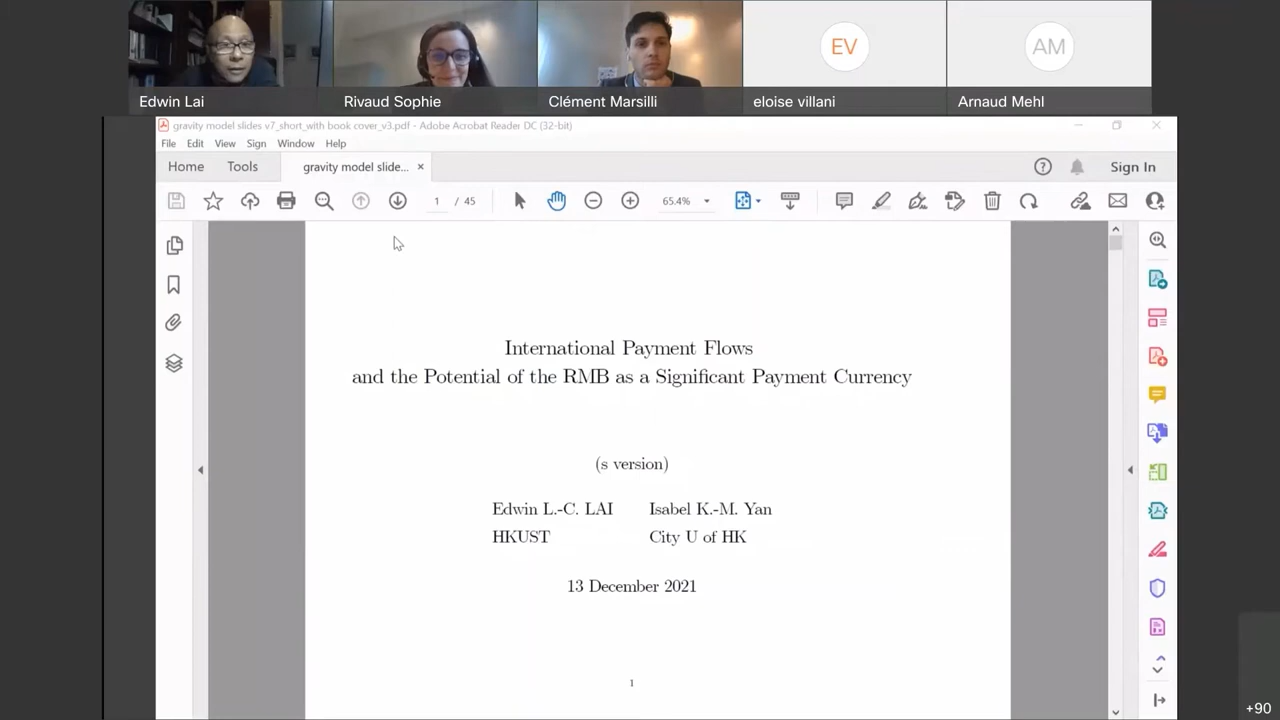 EV
AM
Edwin Lai
Rivaud Sophie
Clément Marsilli
eloise villani
Arnaud Mehl
gravity model slides v7_short_with book cover_v3.pdf - Adobe Acrobat Reader DC (32-bit)
File Edit View Sign Window Help
Home Tools gravity model slide... × Sign In
1 / 45 65.4%
International Payment Flows
and the Potential of the RMB as a Significant Payment Currency
(s version)
Edwin L.-C. LAI Isabel K.-M. Yan
HKUST City U of HK
13 December 2021
1
+90